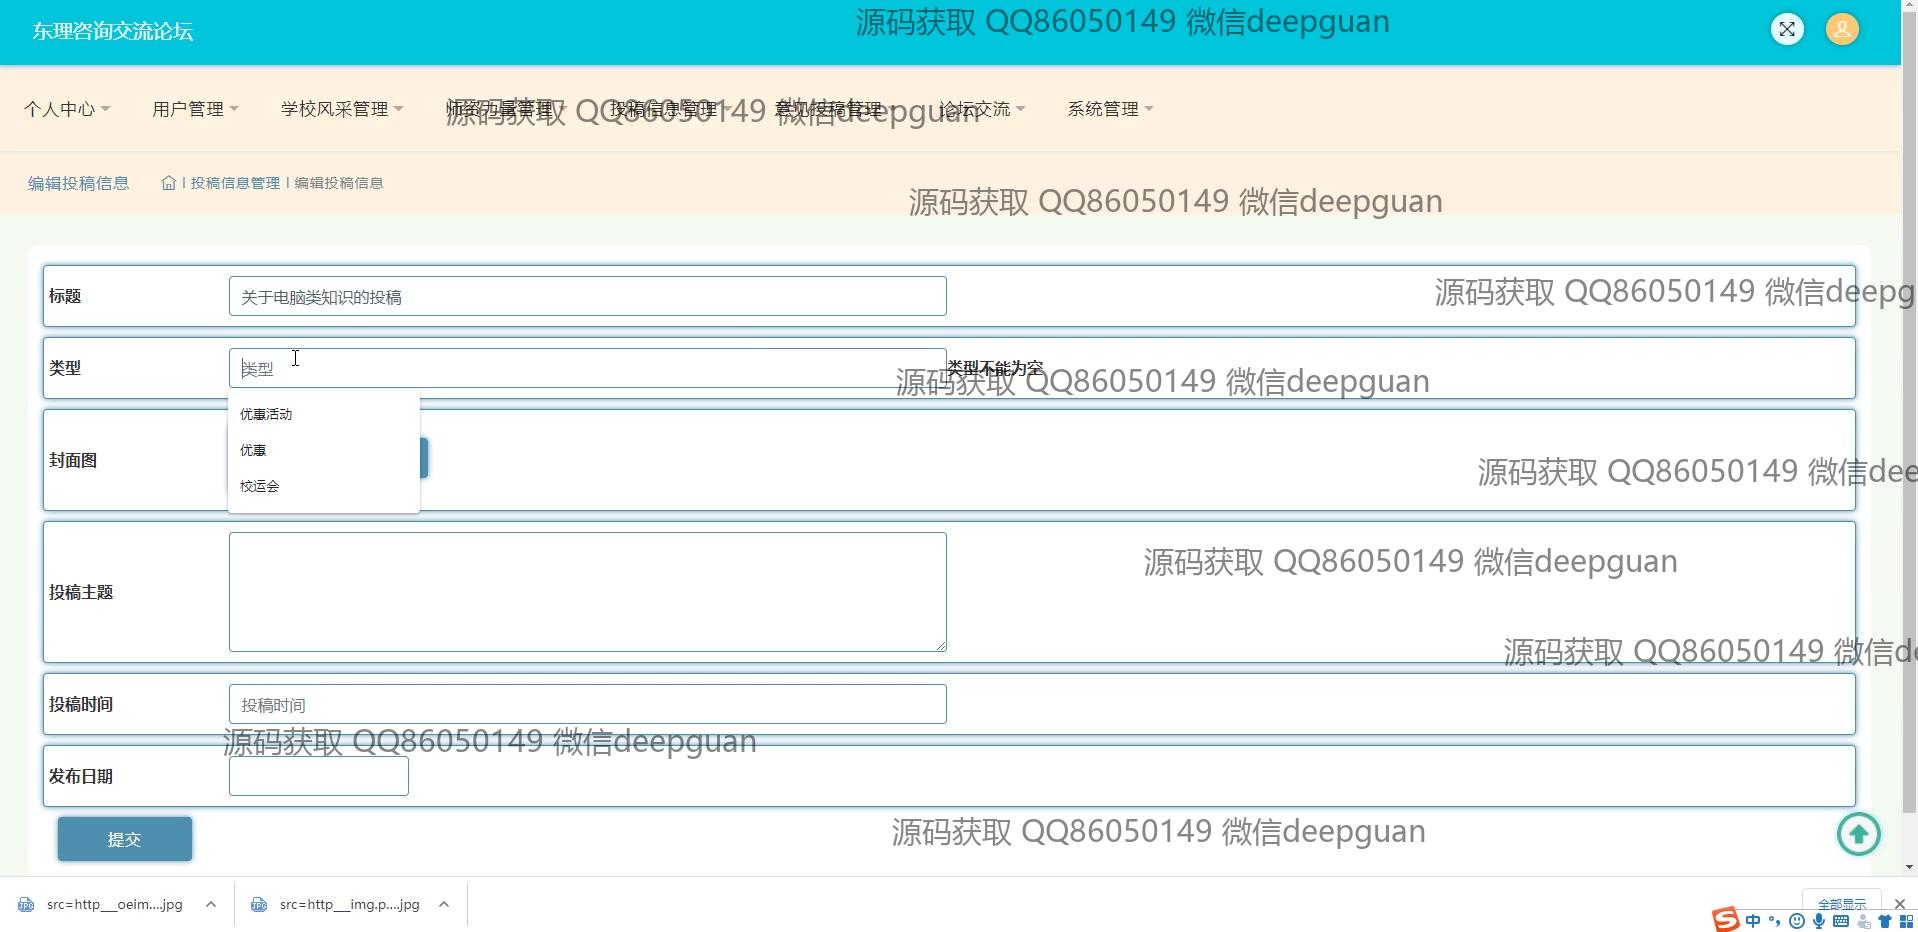 东理咨询交流论坛
源码获取 QQ86050149 微信deepguan
个人中心 用户管理 学校风采管理 师资力量管理 投稿信息管理 意见投稿管理 论坛交流 系统管理
源码获取 QQ86050149 微信deepguan
编辑投稿信息 | 投稿信息管理 | 编辑投稿信息
源码获取 QQ86050149 微信deepguan
标题 关于电脑类知识的投稿
源码获取 QQ86050149 微信deepg
类型 类型 类型不能为空
源码获取 QQ86050149 微信deepguan
优惠活动
优惠
校运会
封面图
源码获取 QQ86050149 微信dee
源码获取 QQ86050149 微信deepguan
投稿主题
源码获取 QQ86050149 微信de
投稿时间 投稿时间
源码获取 QQ86050149 微信deepguan
发布日期
提交
源码获取 QQ86050149 微信deepguan
src=http___oeim....jpg
src=http___img.p....jpg
全部显示
中